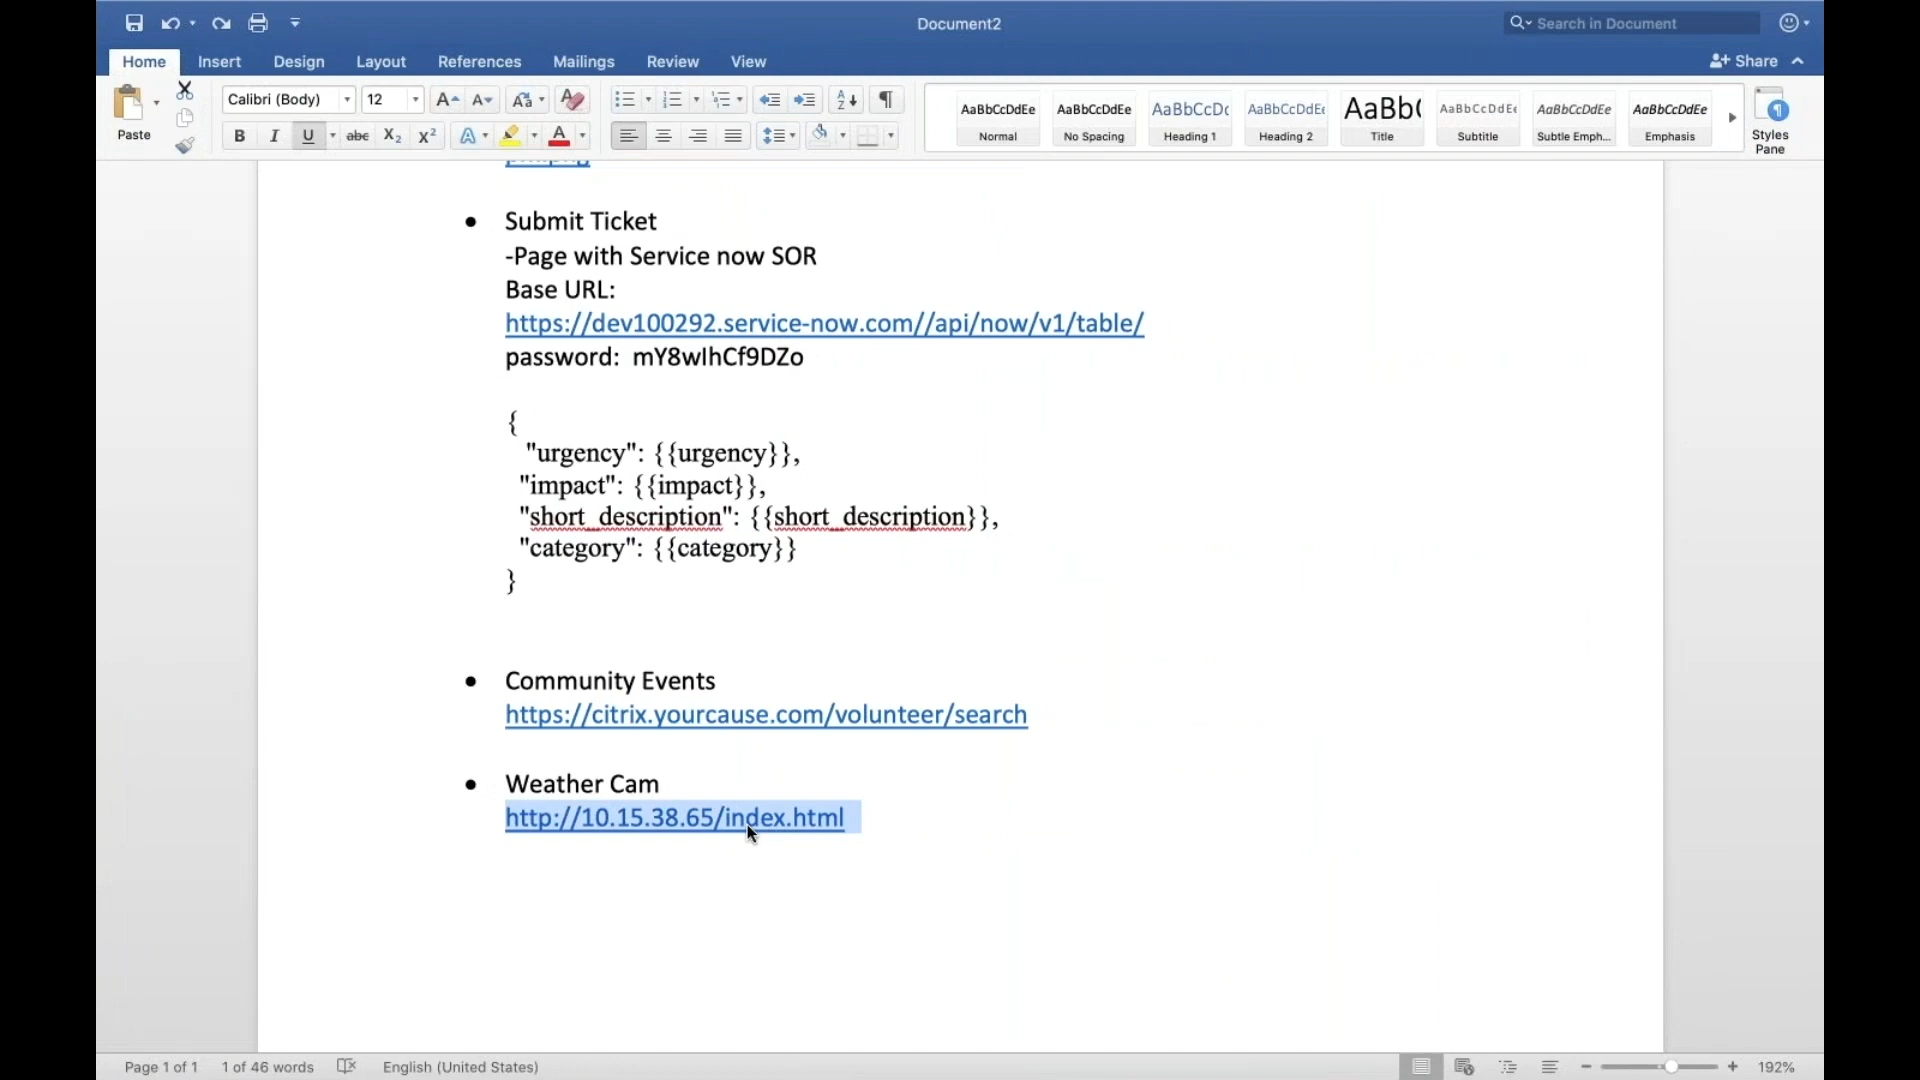 Document2
Search in Document
Home Insert Design Layout References Mailings Review View
Share
Paste
Calibri (Body) 12
Aa
B I U abc X₂ X²
AaBbCcDdEe Normal
AaBbCcDdEe No Spacing
AaBbCcDc Heading 1
AaBbCcDdEe Heading 2
AaBb( Title
AaBbCcDdEe Subtitle
AaBbCcDdEe Subtle Emph...
AaBbCcDdEe Emphasis
Styles Pane
• Submit Ticket
-Page with Service now SOR
Base URL:
https://dev100292.service-now.com//api/now/v1/table/
password: mY8wIhCf9DZo
{
"urgency": {{urgency}},
"impact": {{impact}},
"short_description": {{short_description}},
"category": {{category}}
}
• Community Events
https://citrix.yourcause.com/volunteer/search
• Weather Cam
http://10.15.38.65/index.html
Page 1 of 1 1 of 46 words English (United States) 192%